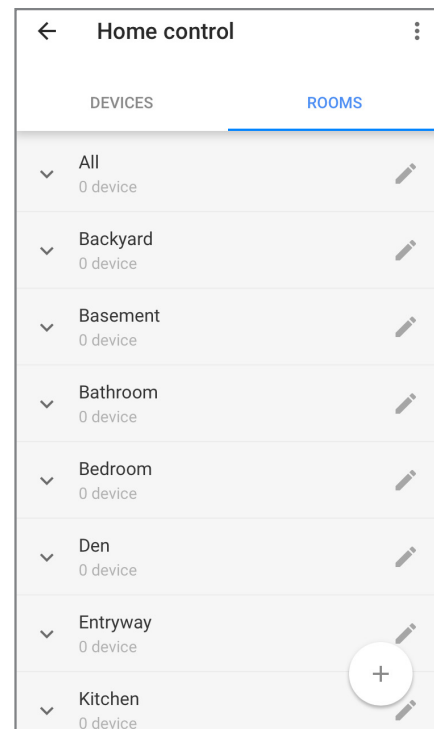 Home control
DEVICES
ROOMS
All
0 device
Backyard
0 device
Basement
0 device
Bathroom
0 device
Bedroom
0 device
Den
0 device
Entryway
0 device
Kitchen
0 device